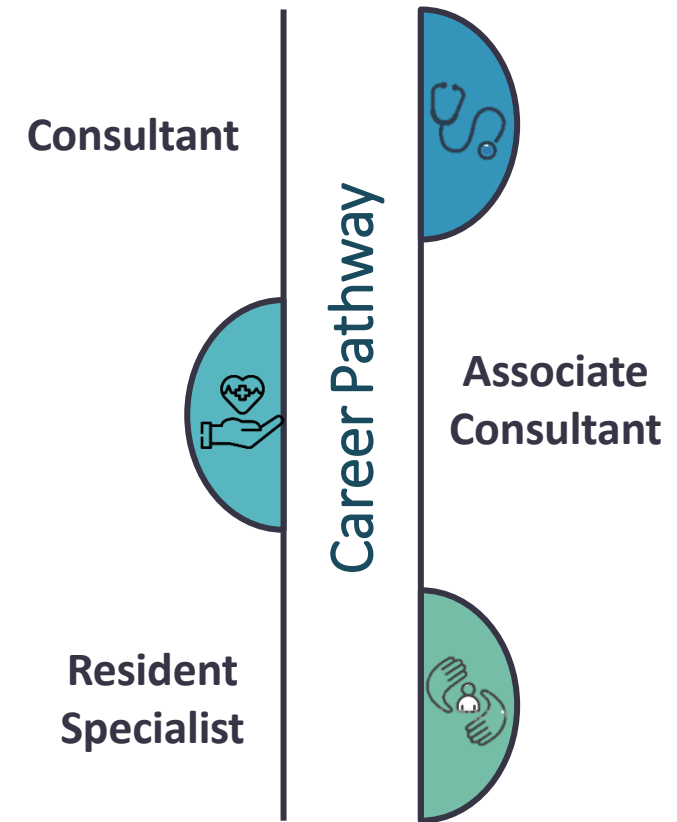 Consultant
Career Pathway
Associate
Consultant
Resident
Specialist